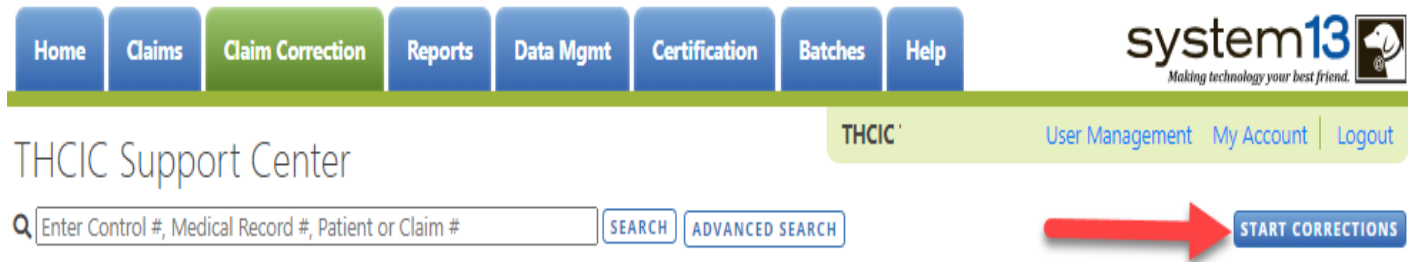 Home Claims Claim Correction Reports Data Mgmt Certification Batches Help
system13
Making technology your best friend.
@
THCIC ' User Management My Account Logout
THCIC Support Center
Enter Control #, Medical Record #, Patient or Claim # SEARCH ADVANCED SEARCH START CORRECTIONS